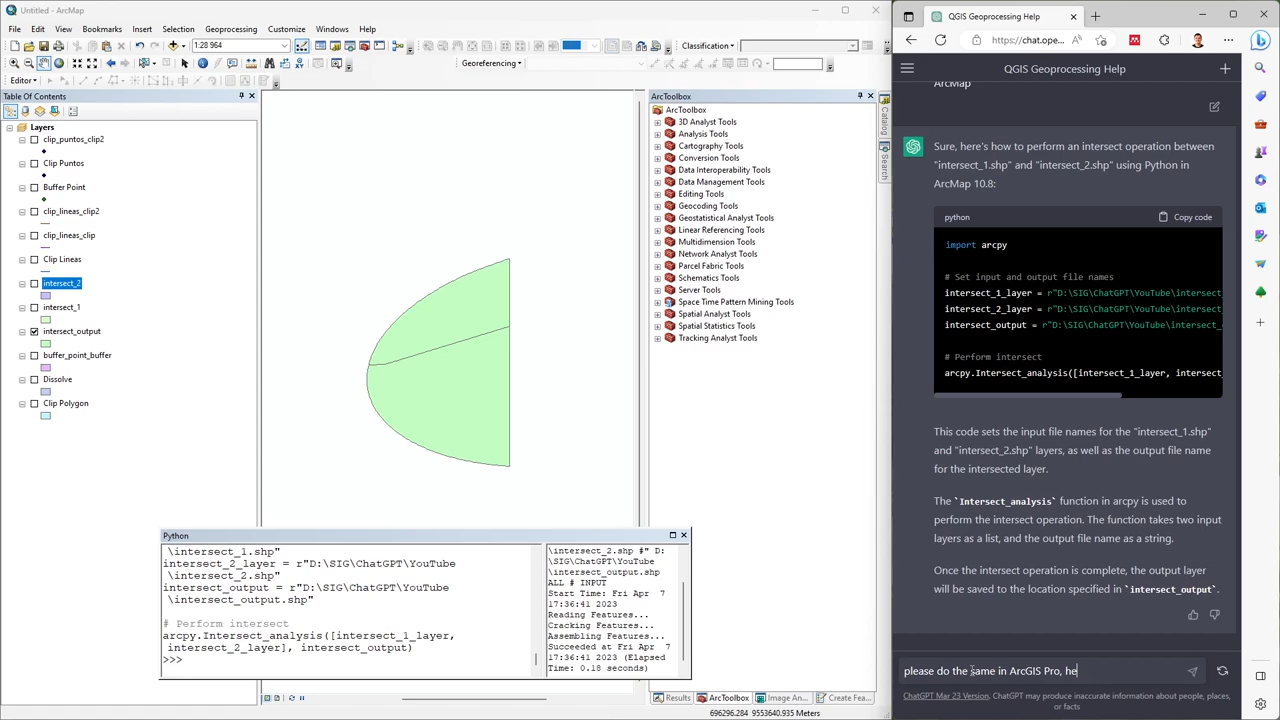 Untitled - ArcMap
File Edit View Bookmarks Insert Selection Geoprocessing Customize Windows Help
1:28 964
Classification
Georeferencing
Editor
Table Of Contents
Layers
clip_puntos_clip2
Clip Puntos
Buffer Point
clip_lineas_clip2
clip_lineas_clip
Clip Lineas
intersect_2
intersect_1
intersect_output
buffer_point_buffer
Dissolve
Clip Polygon
ArcToolbox
ArcToolbox
3D Analyst Tools
Analysis Tools
Cartography Tools
Conversion Tools
Data Interoperability Tools
Data Management Tools
Editing Tools
Geocoding Tools
Geostatistical Analyst Tools
Linear Referencing Tools
Multidimension Tools
Network Analyst Tools
Parcel Fabric Tools
Schematics Tools
Server Tools
Space Time Pattern Mining Tools
Spatial Analyst Tools
Spatial Statistics Tools
Tracking Analyst Tools
Catalog
Search
Python
\intersect_1.shp"
intersect_2_layer = r"D:\SIG\ChatGPT\YouTube
\intersect_2.shp"
intersect_output = r"D:\SIG\ChatGPT\YouTube
\intersect_output.shp"
# Perform intersect
arcpy.Intersect_analysis([intersect_1_layer,
intersect_2_layer], intersect_output)
>>>
\intersect_2.shp #" D:
\SIG\ChatGPT\YouTube
\intersect_output.shp
ALL # INPUT
Start Time: Fri Apr 7
17:36:41 2023
Reading Features...
Cracking Features...
Assembling Features...
Succeeded at Fri Apr 7
17:36:41 2023 (Elapsed
Time: 0.18 seconds)
Results ArcToolbox Image An... Create Fea...
696296.284 9553640,935 Meters
QGIS Geoprocessing Help
https://chat.ope...
QGIS Geoprocessing Help
ArcMap
Sure, here's how to perform an intersect operation between
"intersect_1.shp" and "intersect_2.shp" using Python in
ArcMap 10.8:
python Copy code
import arcpy
# Set input and output file names
intersect_1_layer = r"D:\SIG\ChatGPT\YouTube\intersect_
intersect_2_layer = r"D:\SIG\ChatGPT\YouTube\intersect_
intersect_output = r"D:\SIG\ChatGPT\YouTube\intersect_
# Perform intersect
arcpy.Intersect_analysis([intersect_1_layer, intersect_
This code sets the input file names for the "intersect_1.shp"
and "intersect_2.shp" layers, as well as the output file name
for the intersected layer.
The `Intersect_analysis` function in arcpy is used to
perform the intersect operation. The function takes two input
layers as a list, and the output file name as a string.
Once the intersect operation is complete, the output layer
will be saved to the location specified in `intersect_output`.
please do the same in ArcGIS Pro, he
ChatGPT Mar 23 Version. ChatGPT may produce inaccurate information about people, places,
or facts